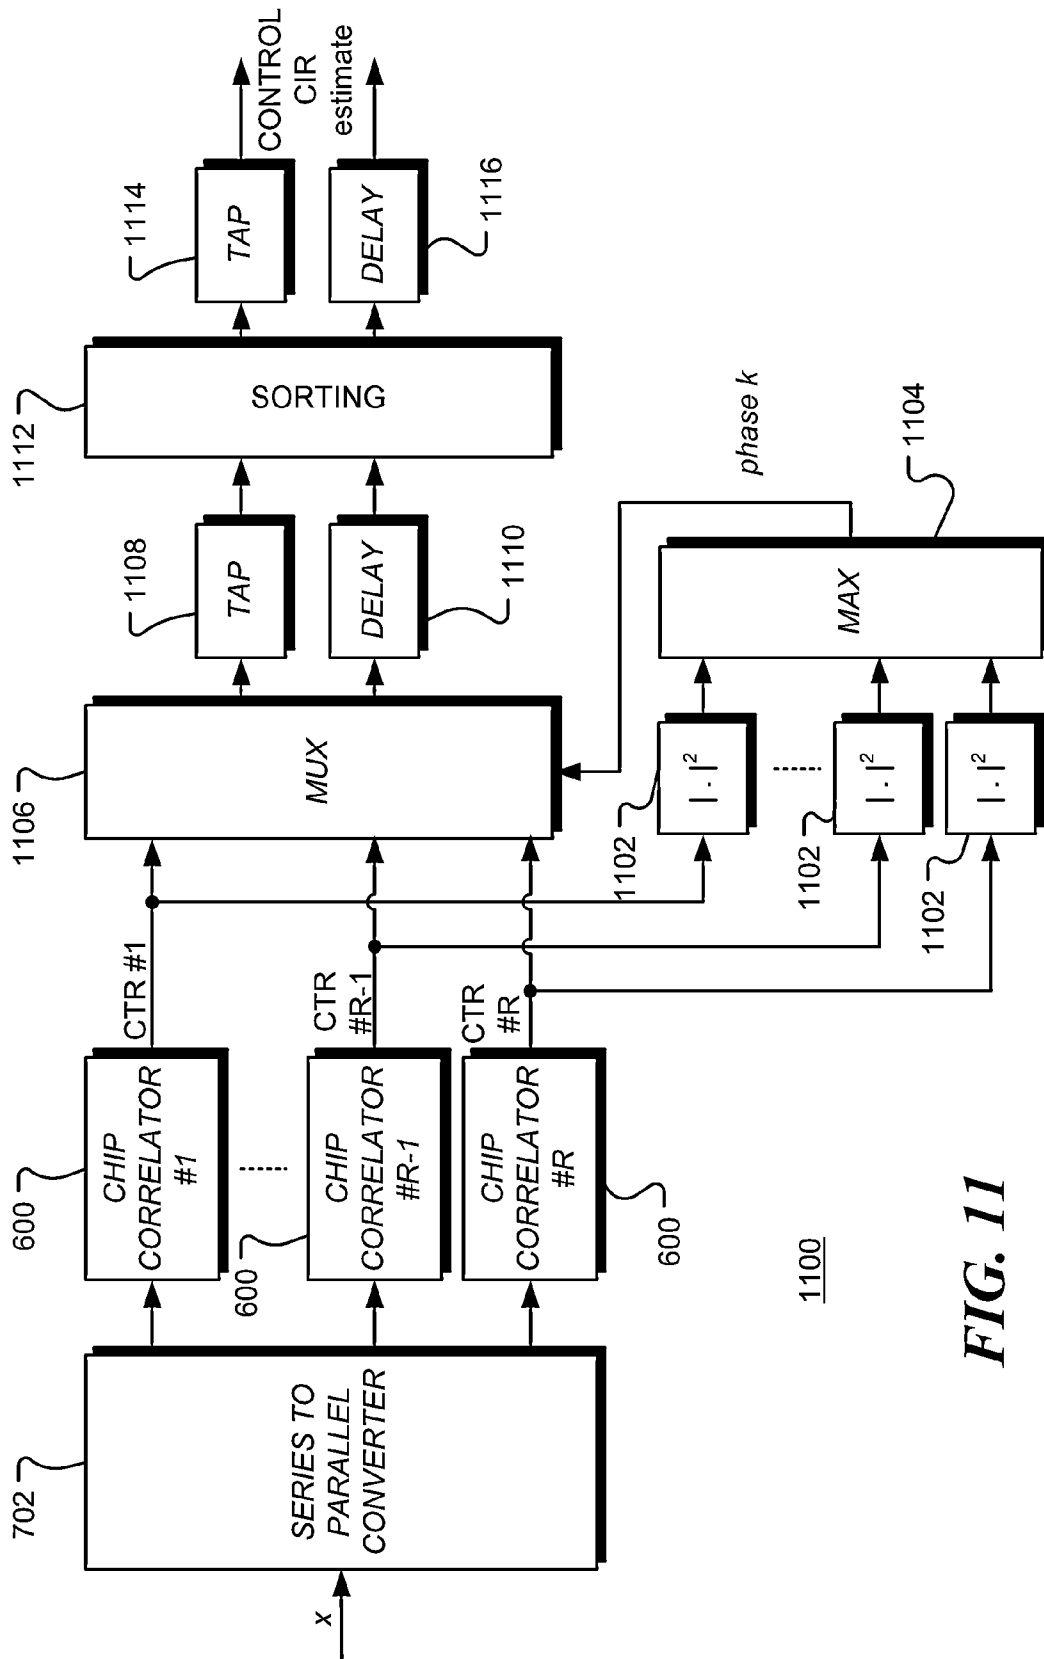 x
702
SERIES TO
PARALLEL
CONVERTER
600
CHIP
CORRELATOR
#1
600
CHIP
CORRELATOR
#R-1
CHIP
CORRELATOR
#R
600
CTR #1
CTR
#R-1
CTR
#R
1106
MUX
1102
| . |²
1102
| . |²
1102
| . |²
MAX
1104
phase k
1108
TAP
DELAY
1110
1112
SORTING
1114
TAP
DELAY
1116
CONTROL
CIR
estimate
1100
FIG. 11